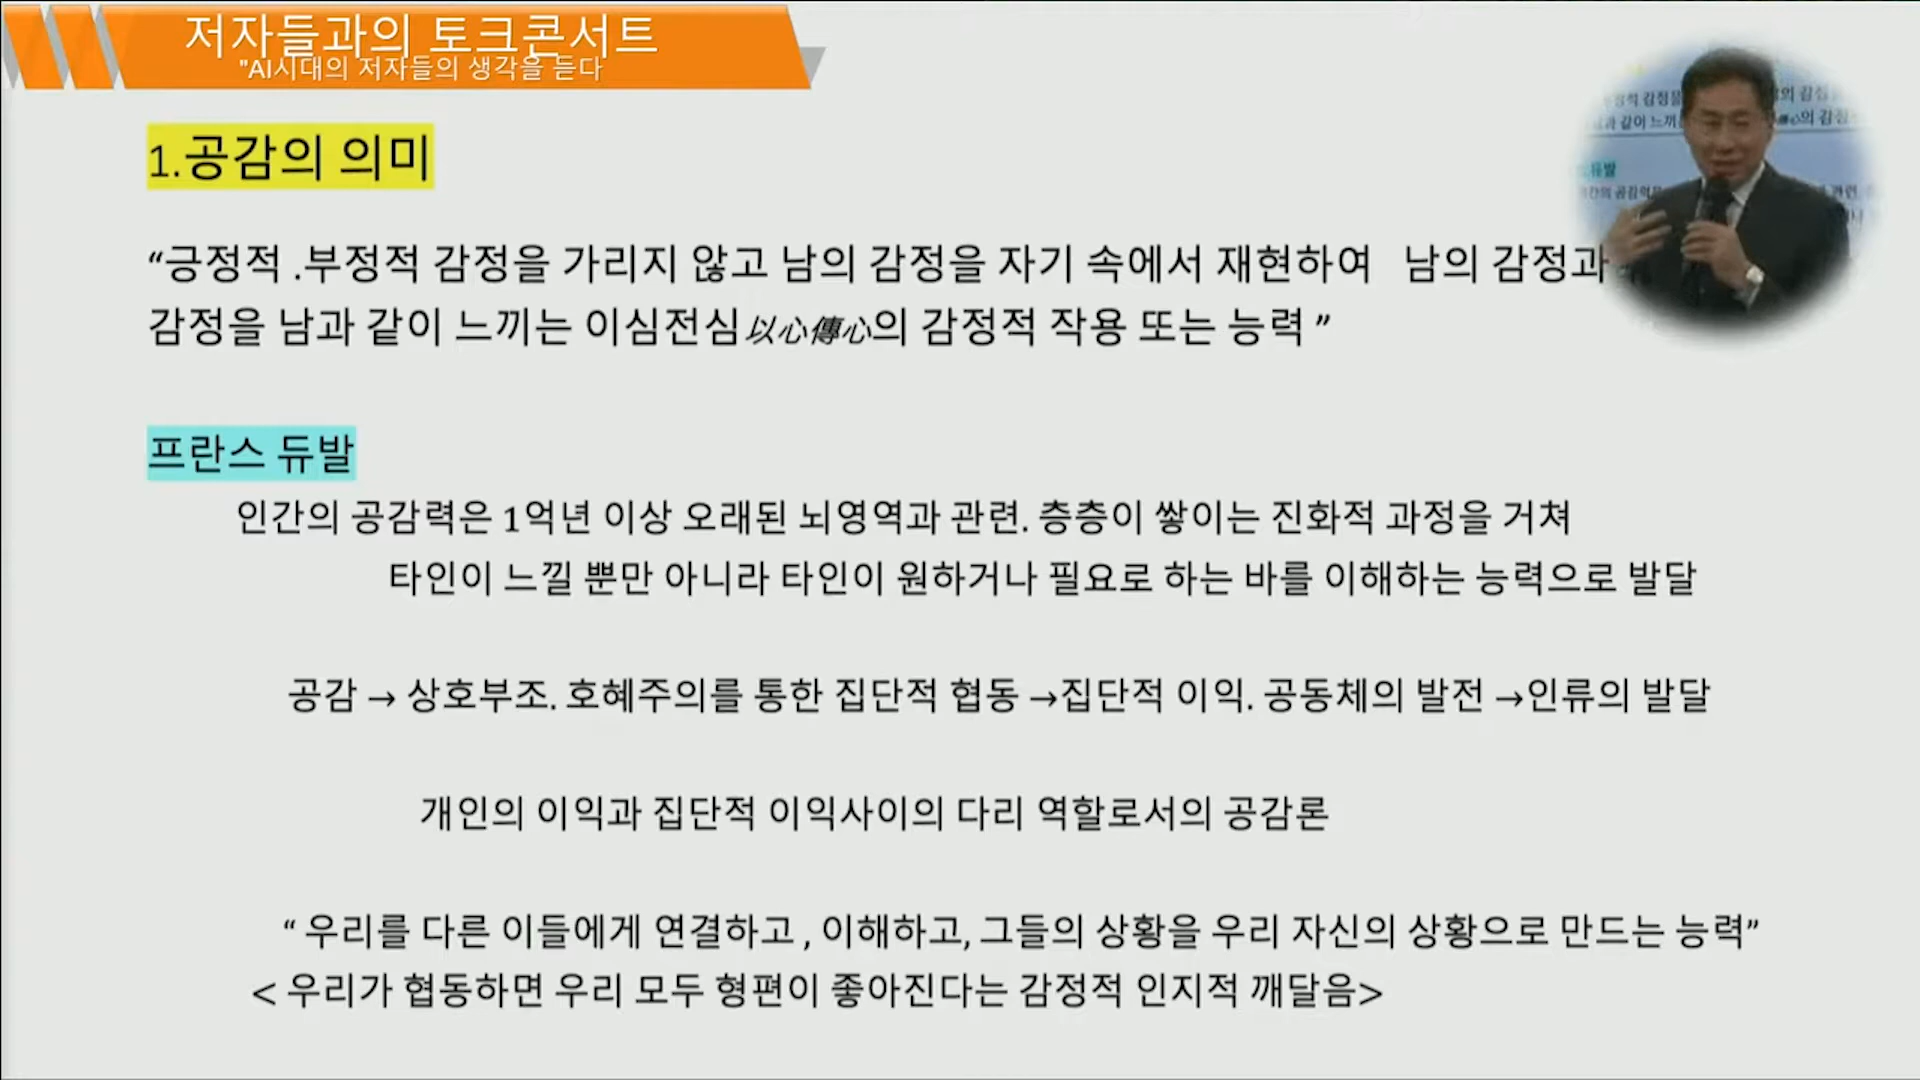 저자들과의 토크콘서트
"AI시대의 저자들의 생각을 듣다
1.공감의 의미
“긍정적 .부정적 감정을 가리지 않고 남의 감정을 자기 속에서 재현하여 남의 감정과
감정을 남과 같이 느끼는 이심전심以心傳心의 감정적 작용 또는 능력 ”
프란스 듀발
인간의 공감력은 1억년 이상 오래된 뇌영역과 관련. 층층이 쌓이는 진화적 과정을 거쳐
타인이 느낄 뿐만 아니라 타인이 원하거나 필요로 하는 바를 이해하는 능력으로 발달
공감 → 상호부조. 호혜주의를 통한 집단적 협동 →집단적 이익. 공동체의 발전 →인류의 발달
개인의 이익과 집단적 이익사이의 다리 역할로서의 공감론
“ 우리를 다른 이들에게 연결하고 , 이해하고, 그들의 상황을 우리 자신의 상황으로 만드는 능력”
< 우리가 협동하면 우리 모두 형편이 좋아진다는 감정적 인지적 깨달음>